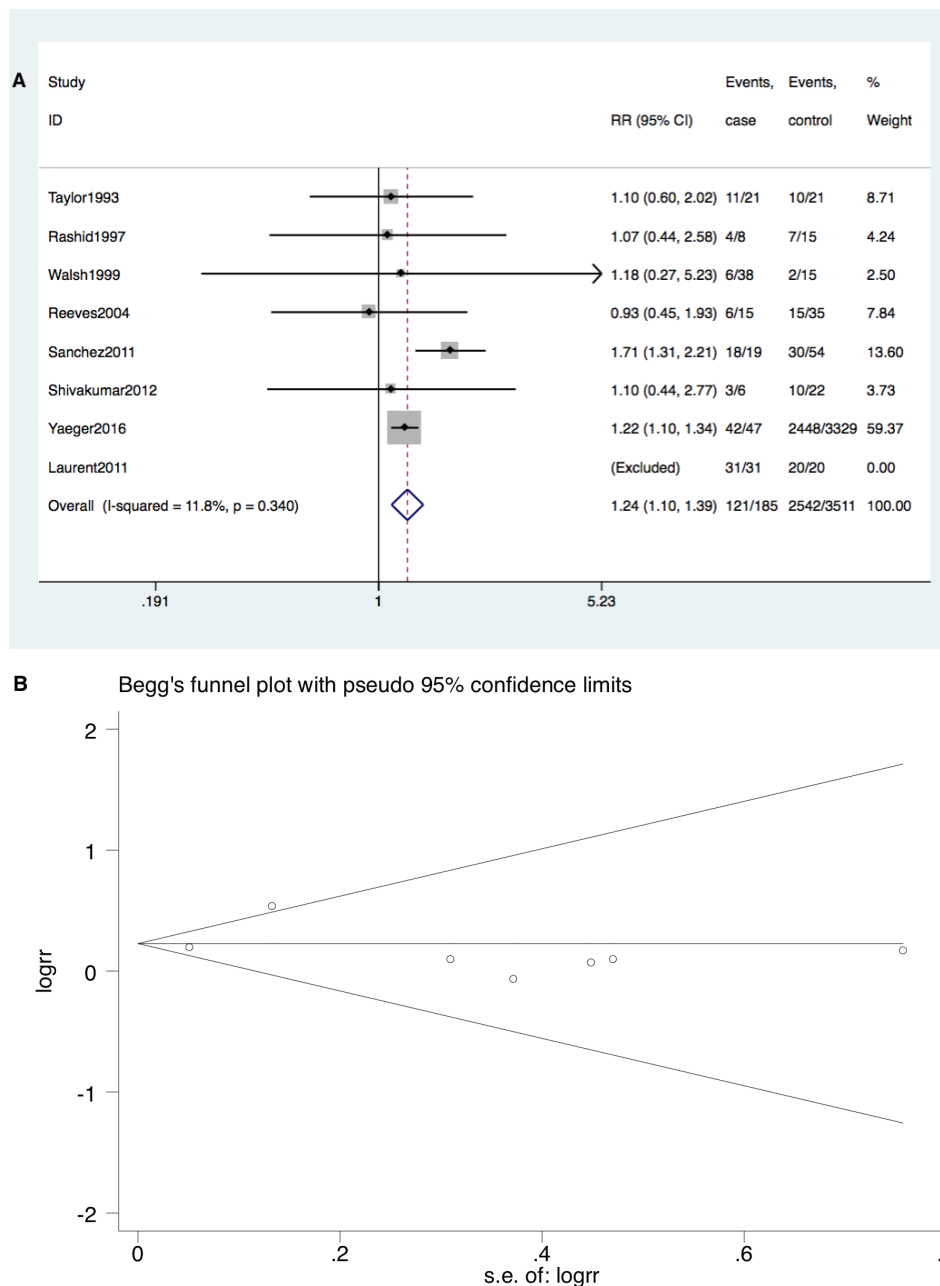 A
Study Events, Events, %
ID RR (95% CI) case control Weight
Taylor1993 1.10 (0.60, 2.02) 11/21 10/21 8.71
Rashid1997 1.07 (0.44, 2.58) 4/8 7/15 4.24
Walsh1999 1.18 (0.27, 5.23) 6/38 2/15 2.50
Reeves2004 0.93 (0.45, 1.93) 6/15 15/35 7.84
Sanchez2011 1.71 (1.31, 2.21) 18/19 30/54 13.60
Shivakumar2012 1.10 (0.44, 2.77) 3/6 10/22 3.73
Yaeger2016 1.22 (1.10, 1.34) 42/47 2448/3329 59.37
Laurent2011 (Excluded) 31/31 20/20 0.00
Overall (I-squared = 11.8%, p = 0.340) 1.24 (1.10, 1.39) 121/185 2542/3511 100.00
.191 1 5.23
B
Begg's funnel plot with pseudo 95% confidence limits
2
1
0
-1
-2
logrr
0 .2 .4 .6
s.e. of: logrr